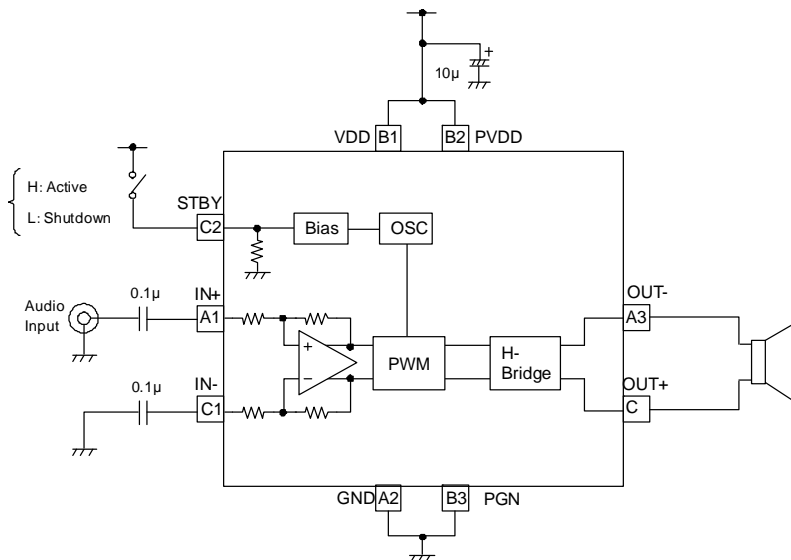 +
10µ
VDD B1 B2 PVDD
H: Active
L: Shutdown
STBY
C2
Bias
OSC
Audio
Input
0.1µ
IN+
A1
+
−
PWM
H-
Bridge
OUT-
A3
0.1µ
IN-
C1
OUT+
C
GND A2 B3 PGN